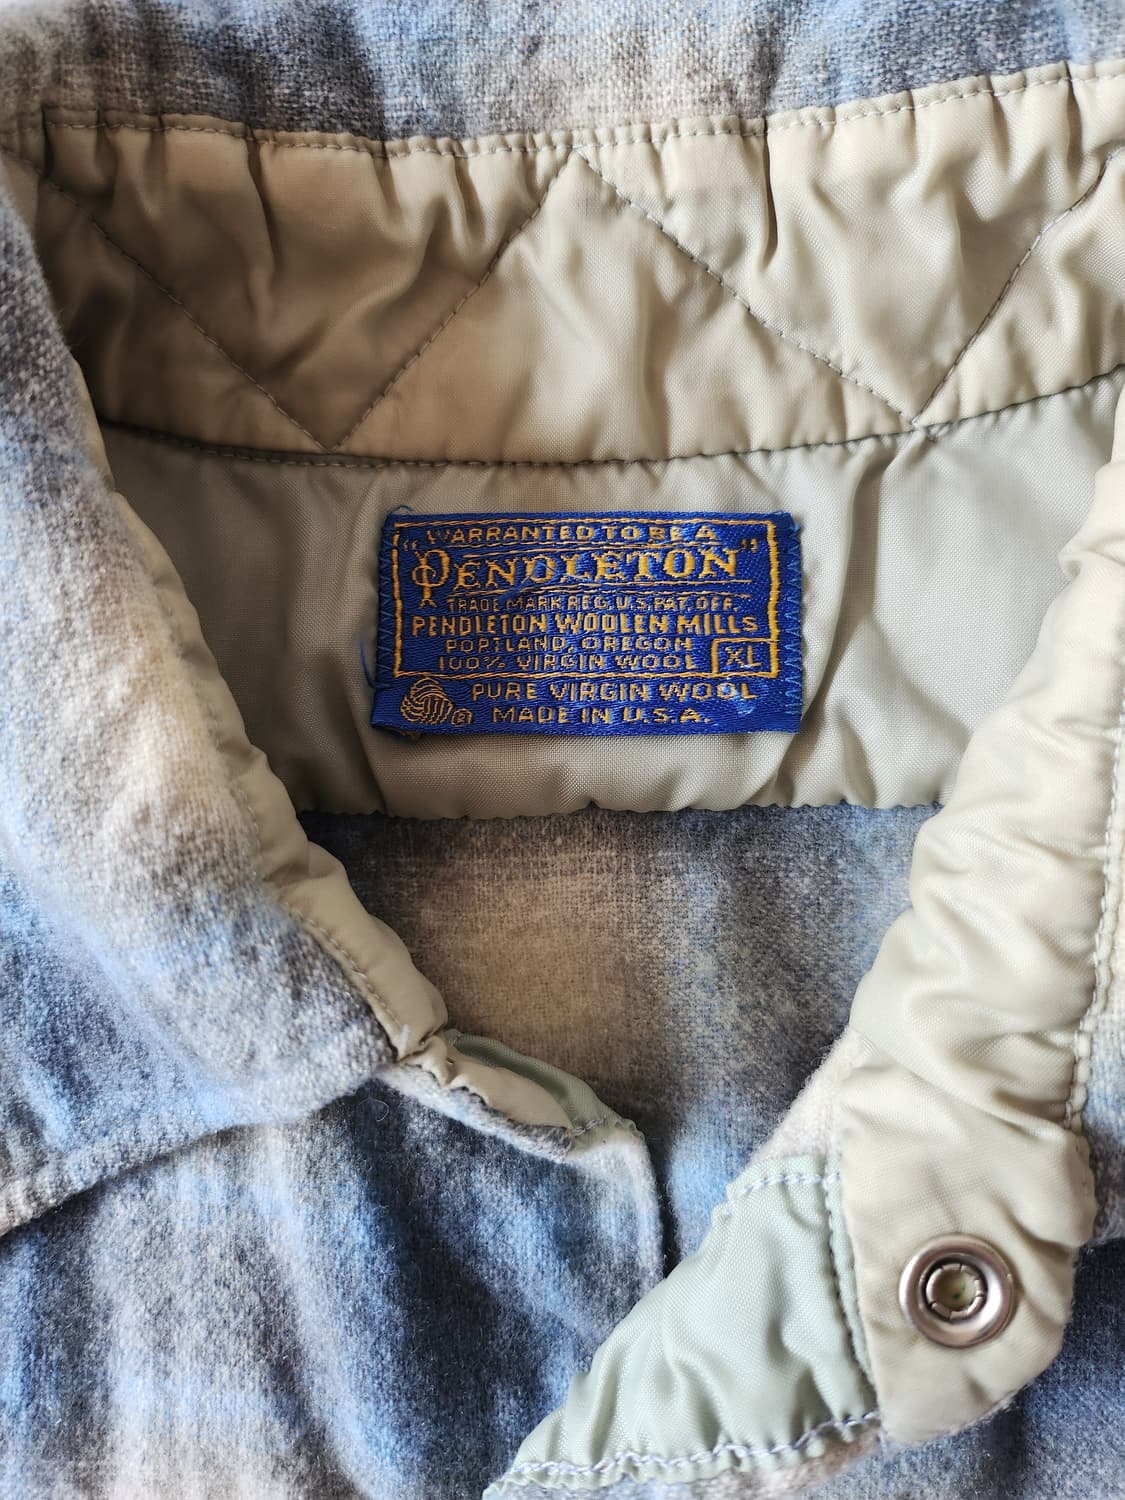 WARRANTED TO BE A
"PENDLETON"
TRADE MARK REG. U.S. PAT. OFF.
PENDLETON WOOLEN MILLS
PORTLAND, OREGON
100% VIRGIN WOOL XL
PURE VIRGIN WOOL
® MADE IN U.S.A.